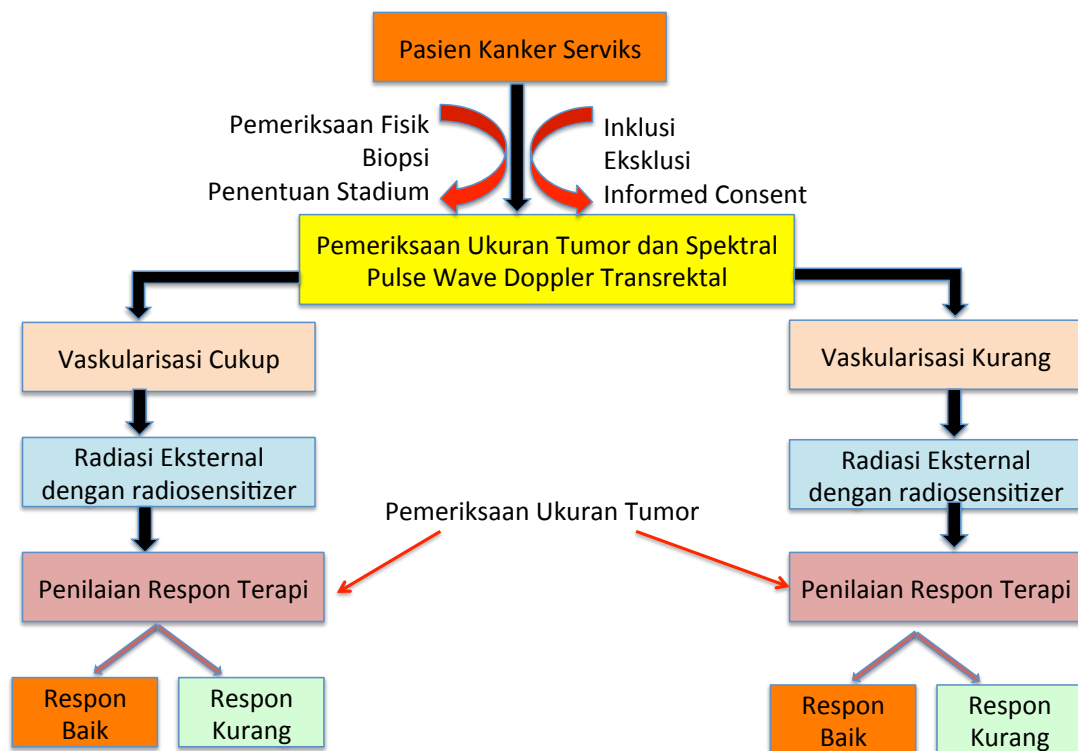 Pasien Kanker Serviks
Pemeriksaan Fisik
Biopsi
Penentuan Stadium
Inklusi
Eksklusi
Informed Consent
Pemeriksaan Ukuran Tumor dan Spektral
Pulse Wave Doppler Transrektal
Vaskularisasi Cukup
Vaskularisasi Kurang
Radiasi Eksternal
dengan radiosensitizer
Radiasi Eksternal
dengan radiosensitizer
Pemeriksaan Ukuran Tumor
Penilaian Respon Terapi
Penilaian Respon Terapi
Respon
Baik
Respon
Kurang
Respon
Baik
Respon
Kurang